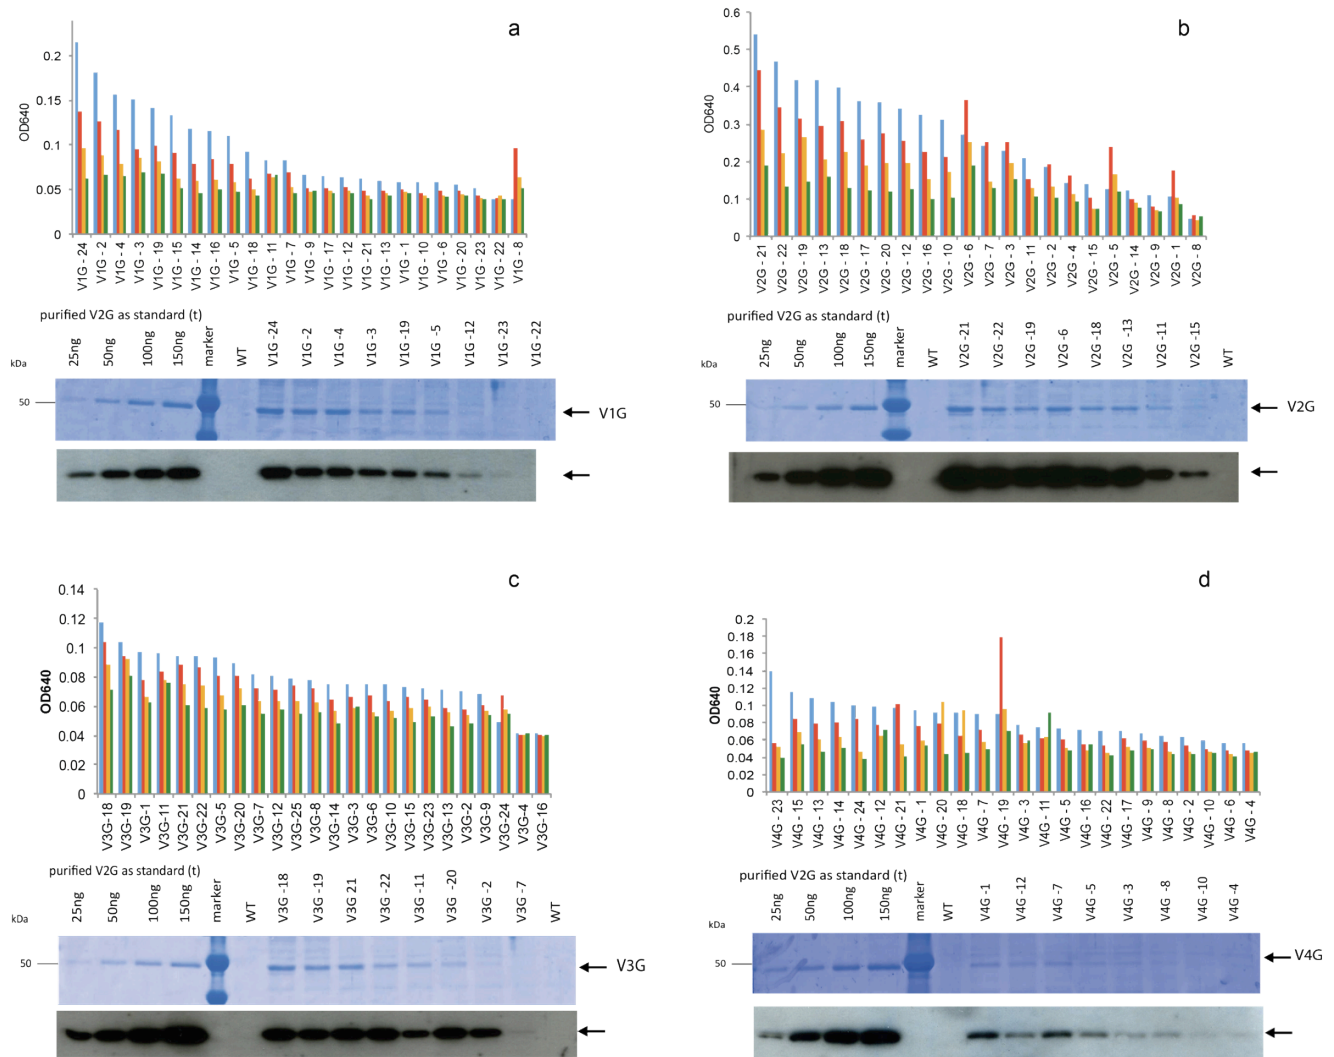 a
0.2
0.15
0.1
0.05
0
OD640
V1G - 24
V1G - 2
V1G - 4
V1G - 3
V1G - 19
V1G - 15
V1G - 14
V1G - 16
V1G - 5
V1G - 18
V1G - 11
V1G - 7
V1G - 9
V1G - 17
V1G - 12
V1G - 21
V1G - 13
V1G - 1
V1G - 10
V1G - 6
V1G - 20
V1G - 23
V1G - 22
V1G - 8
purified V2G as standard (t)
25ng
50ng
100ng
150ng
marker
WT
V1G -24
V1G -2
V1G -4
V1G -3
V1G -19
V1G -5
V1G -12
V1G -23
V1G -22
kDa
50
V1G
b
0.6
0.5
0.4
0.3
0.2
0.1
0
OD640
V2G - 21
V2G - 22
V2G - 19
V2G - 13
V2G - 18
V2G - 17
V2G - 20
V2G - 12
V2G - 16
V2G - 10
V2G - 6
V2G - 7
V2G - 3
V2G - 11
V2G - 2
V2G - 4
V2G - 15
V2G - 5
V2G - 14
V2G - 9
V2G - 1
V2G - 8
purified V2G as standard (t)
25ng
50ng
100ng
150ng
marker
WT
V2G -21
V2G -22
V2G -19
V2G -6
V2G -18
V2G -13
V2G -11
V2G -15
WT
kDa
50
V2G
c
0.14
0.12
0.1
0.08
0.06
0.04
0.02
0
OD640
V3G-18
V3G-19
V3G-1
V3G-11
V3G-21
V3G-22
V3G-5
V3G-20
V3G-7
V3G-12
V3G-25
V3G-8
V3G-14
V3G-3
V3G-6
V3G-10
V3G-15
V3G-23
V3G-13
V3G-2
V3G-9
V3G-24
V3G-4
V3G-16
purified V2G as standard (t)
25ng
50ng
100ng
150ng
marker
WT
V3G -18
V3G -19
V3G 21
V3G -22
V3G -11
V3G -20
V3G -2
V3G -7
WT
kDa
50
V3G
d
0.2
0.18
0.16
0.14
0.12
0.1
0.08
0.06
0.04
0.02
0
OD640
V4G - 23
V4G - 15
V4G - 13
V4G - 14
V4G - 24
V4G - 12
V4G - 21
V4G - 1
V4G - 20
V4G - 18
V4G - 7
V4G - 19
V4G - 3
V4G - 11
V4G - 5
V4G - 16
V4G - 22
V4G - 17
V4G - 9
V4G - 8
V4G - 2
V4G - 10
V4G - 6
V4G - 4
purified V2G as standard (t)
25ng
50ng
100ng
150ng
marker
WT
V4G -1
V4G -12
V4G -7
V4G -5
V4G -3
V4G -8
V4G -10
V4G -4
kDa
50
V4G